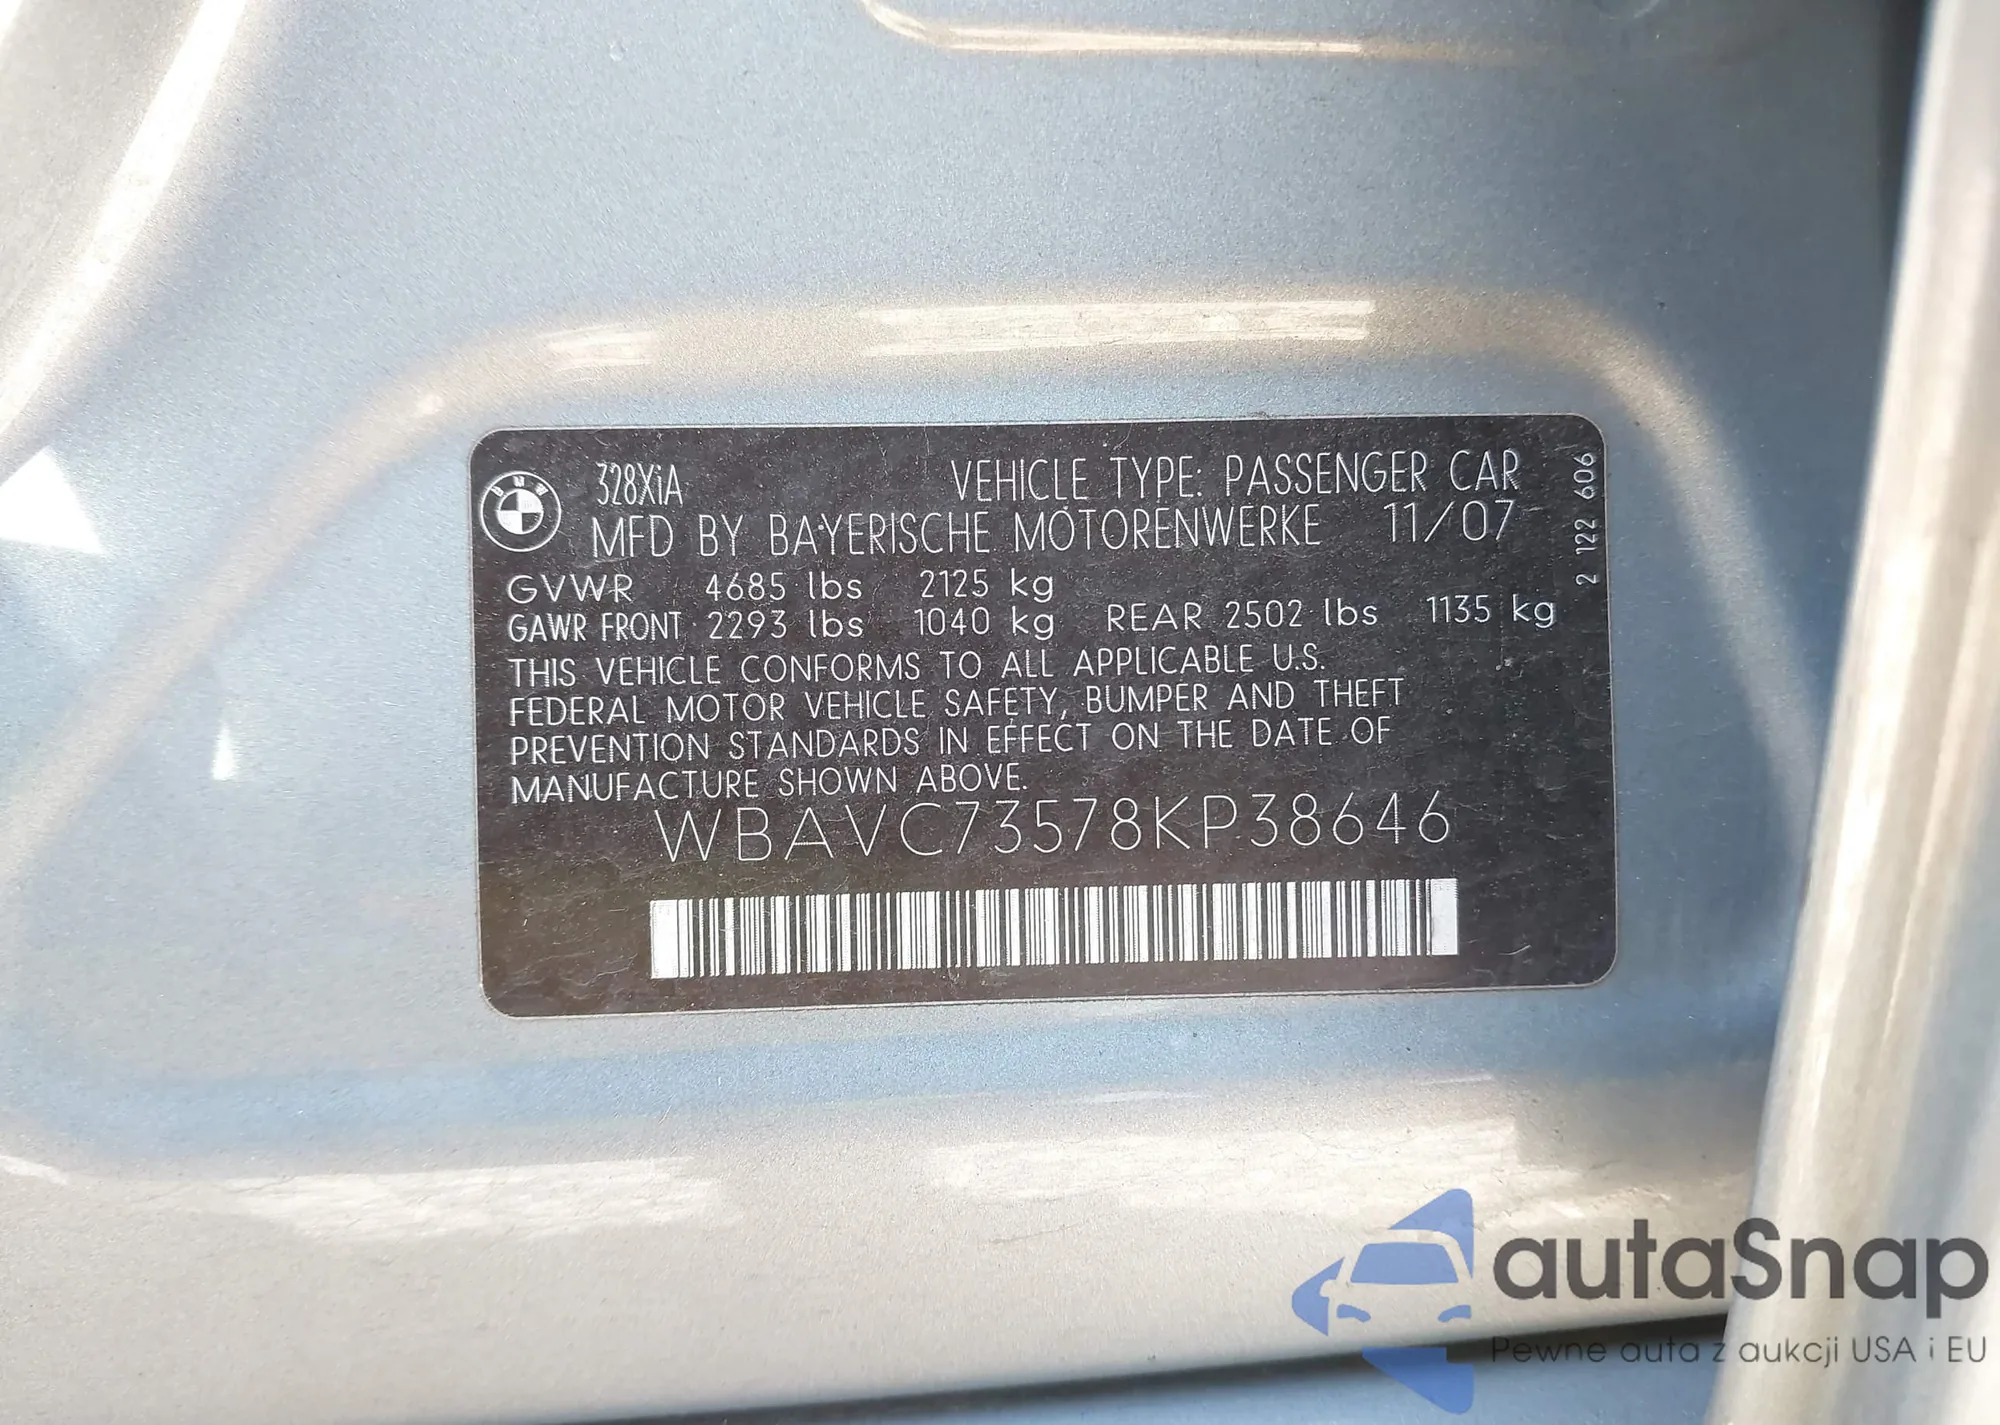 BMW
328XiA VEHICLE TYPE: PASSENGER CAR
MFD BY BAYERISCHE MOTORENWERKE 11/07
GVWR 4685 lbs 2125 kg
GAWR FRONT 2293 lbs 1040 kg REAR 2502 lbs 1135 kg
THIS VEHICLE CONFORMS TO ALL APPLICABLE U.S.
FEDERAL MOTOR VEHICLE SAFETY, BUMPER AND THEFT
PREVENTION STANDARDS IN EFFECT ON THE DATE OF
MANUFACTURE SHOWN ABOVE.
WBAVC73578KP38646
2 122 606
autaSnap
Pewne auta z aukcji USA i EU